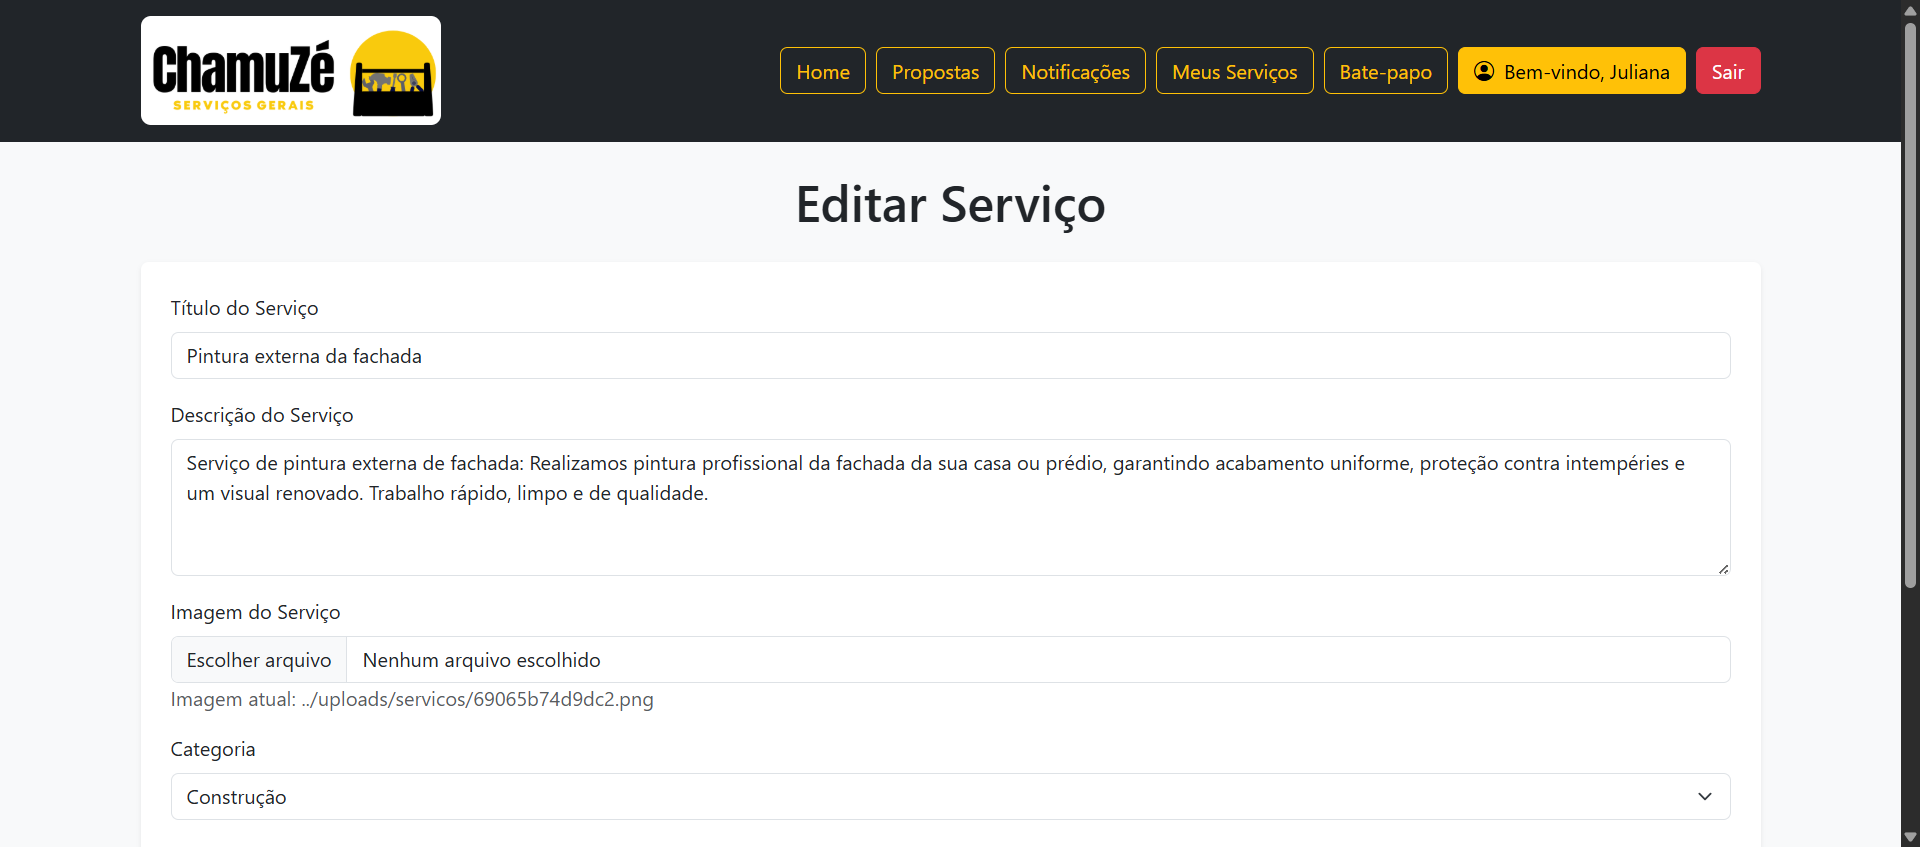 ChamuZé
SERVIÇOS GERAIS
Home
Propostas
Notificações
Meus Serviços
Bate-papo
Bem-vindo, Juliana
Sair
Editar Serviço
Título do Serviço
Pintura externa da fachada
Descrição do Serviço
Serviço de pintura externa de fachada: Realizamos pintura profissional da fachada da sua casa ou prédio, garantindo acabamento uniforme, proteção contra intempéries e
um visual renovado. Trabalho rápido, limpo e de qualidade.
Imagem do Serviço
Escolher arquivo
Nenhum arquivo escolhido
Imagem atual: ../uploads/servicos/69065b74d9dc2.png
Categoria
Construção